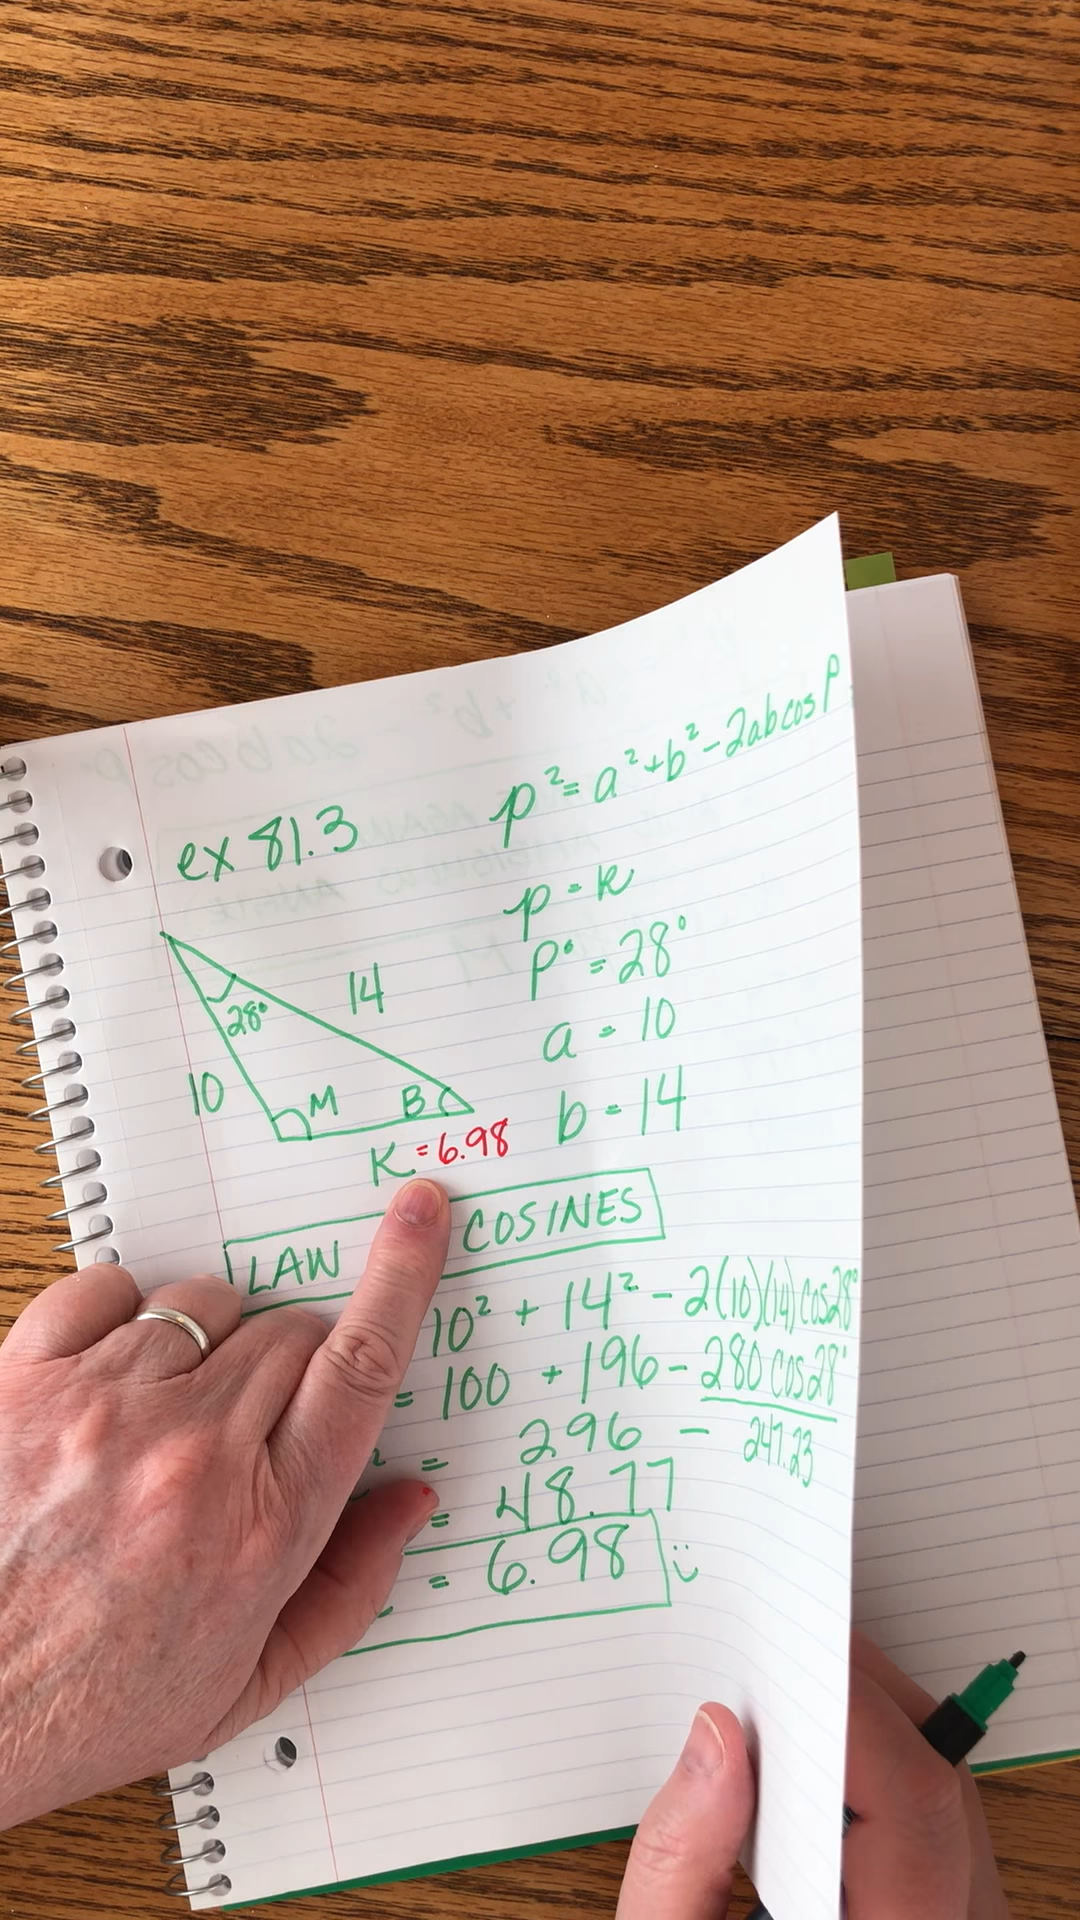 ex 81.3
p² = a² + b² - 2ab cos P
p = k
P° = 28°
a = 10
b = 14
28°
14
10
M
B
K = 6.98
LAW COSINES
10² + 14² - 2(10)(14) cos 28°
= 100 + 196 - 280 cos 28°
² = 296 - 247.23
= 48.77
= 6.98